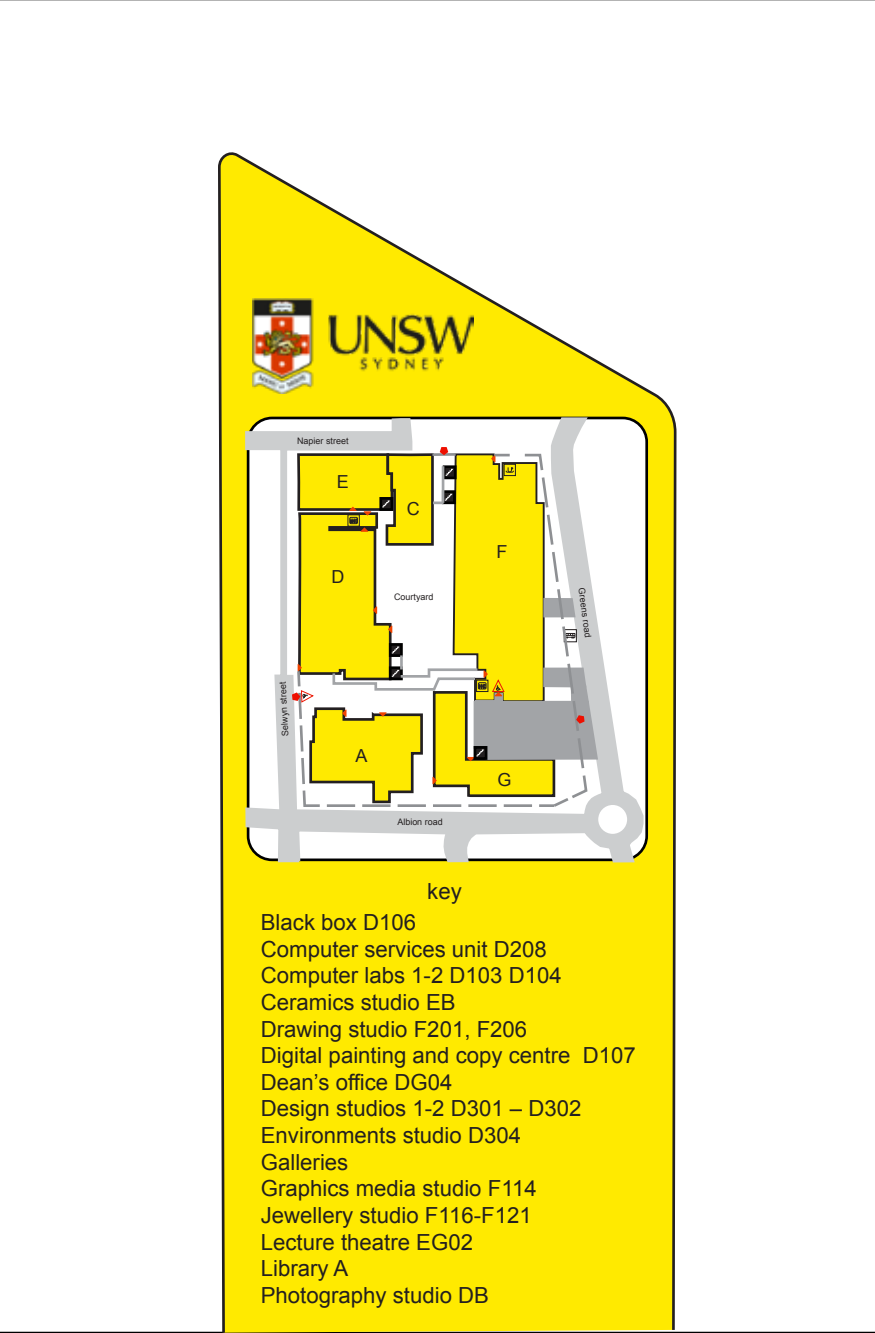 UNSW
SYDNEY
Napier street
E
C
D
F
Courtyard
Greens road
Selwyn street
A
G
Albion road
key
Black box D106
Computer services unit D208
Computer labs 1-2 D103 D104
Ceramics studio EB
Drawing studio F201, F206
Digital painting and copy centre  D107
Dean's office DG04
Design studios 1-2 D301 – D302
Environments studio D304
Galleries
Graphics media studio F114
Jewellery studio F116-F121
Lecture theatre EG02
Library A
Photography studio DB